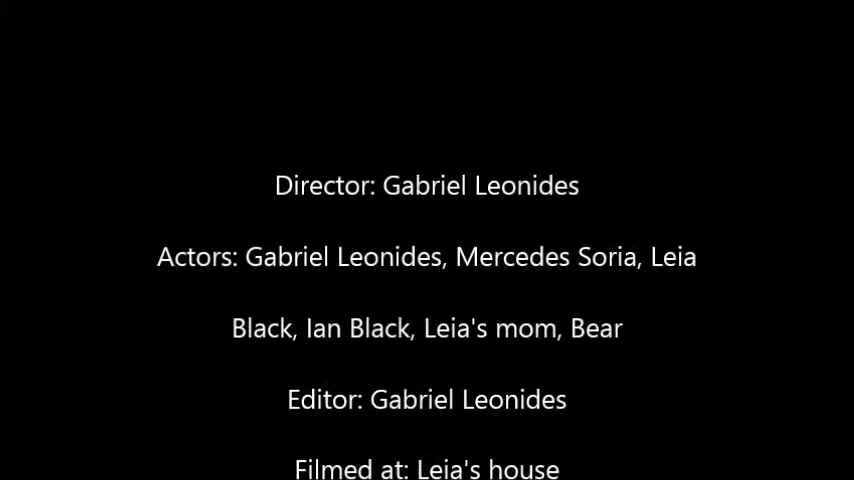 Director: Gabriel Leonides
Actors: Gabriel Leonides, Mercedes Soria, Leia
Black, Ian Black, Leia's mom, Bear
Editor: Gabriel Leonides
Filmed at: Leia's house